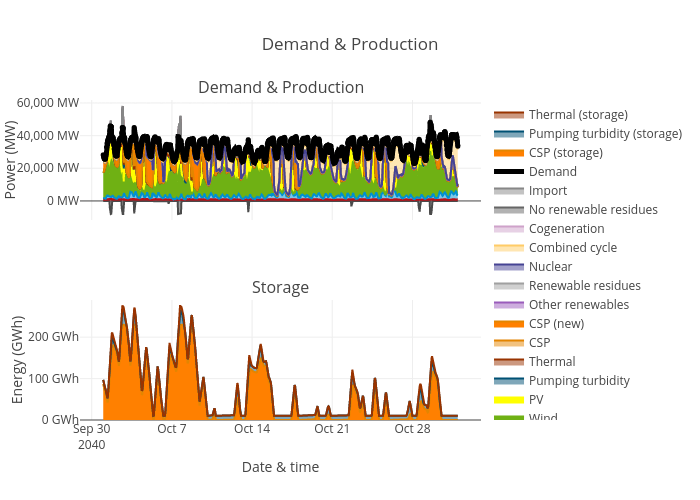 Demand & Production
Demand & Production
60,000 MW
40,000 MW
20,000 MW
0 MW
Power (MW)
Storage
200 GWh
100 GWh
0 GWh
Energy (GWh)
Sep 30
2040
Oct 7
Oct 14
Oct 21
Oct 28
Date & time
Thermal (storage)
Pumping turbidity (storage)
CSP (storage)
Demand
Import
No renewable residues
Cogeneration
Combined cycle
Nuclear
Renewable residues
Other renewables
CSP (new)
CSP
Thermal
Pumping turbidity
PV
Wind